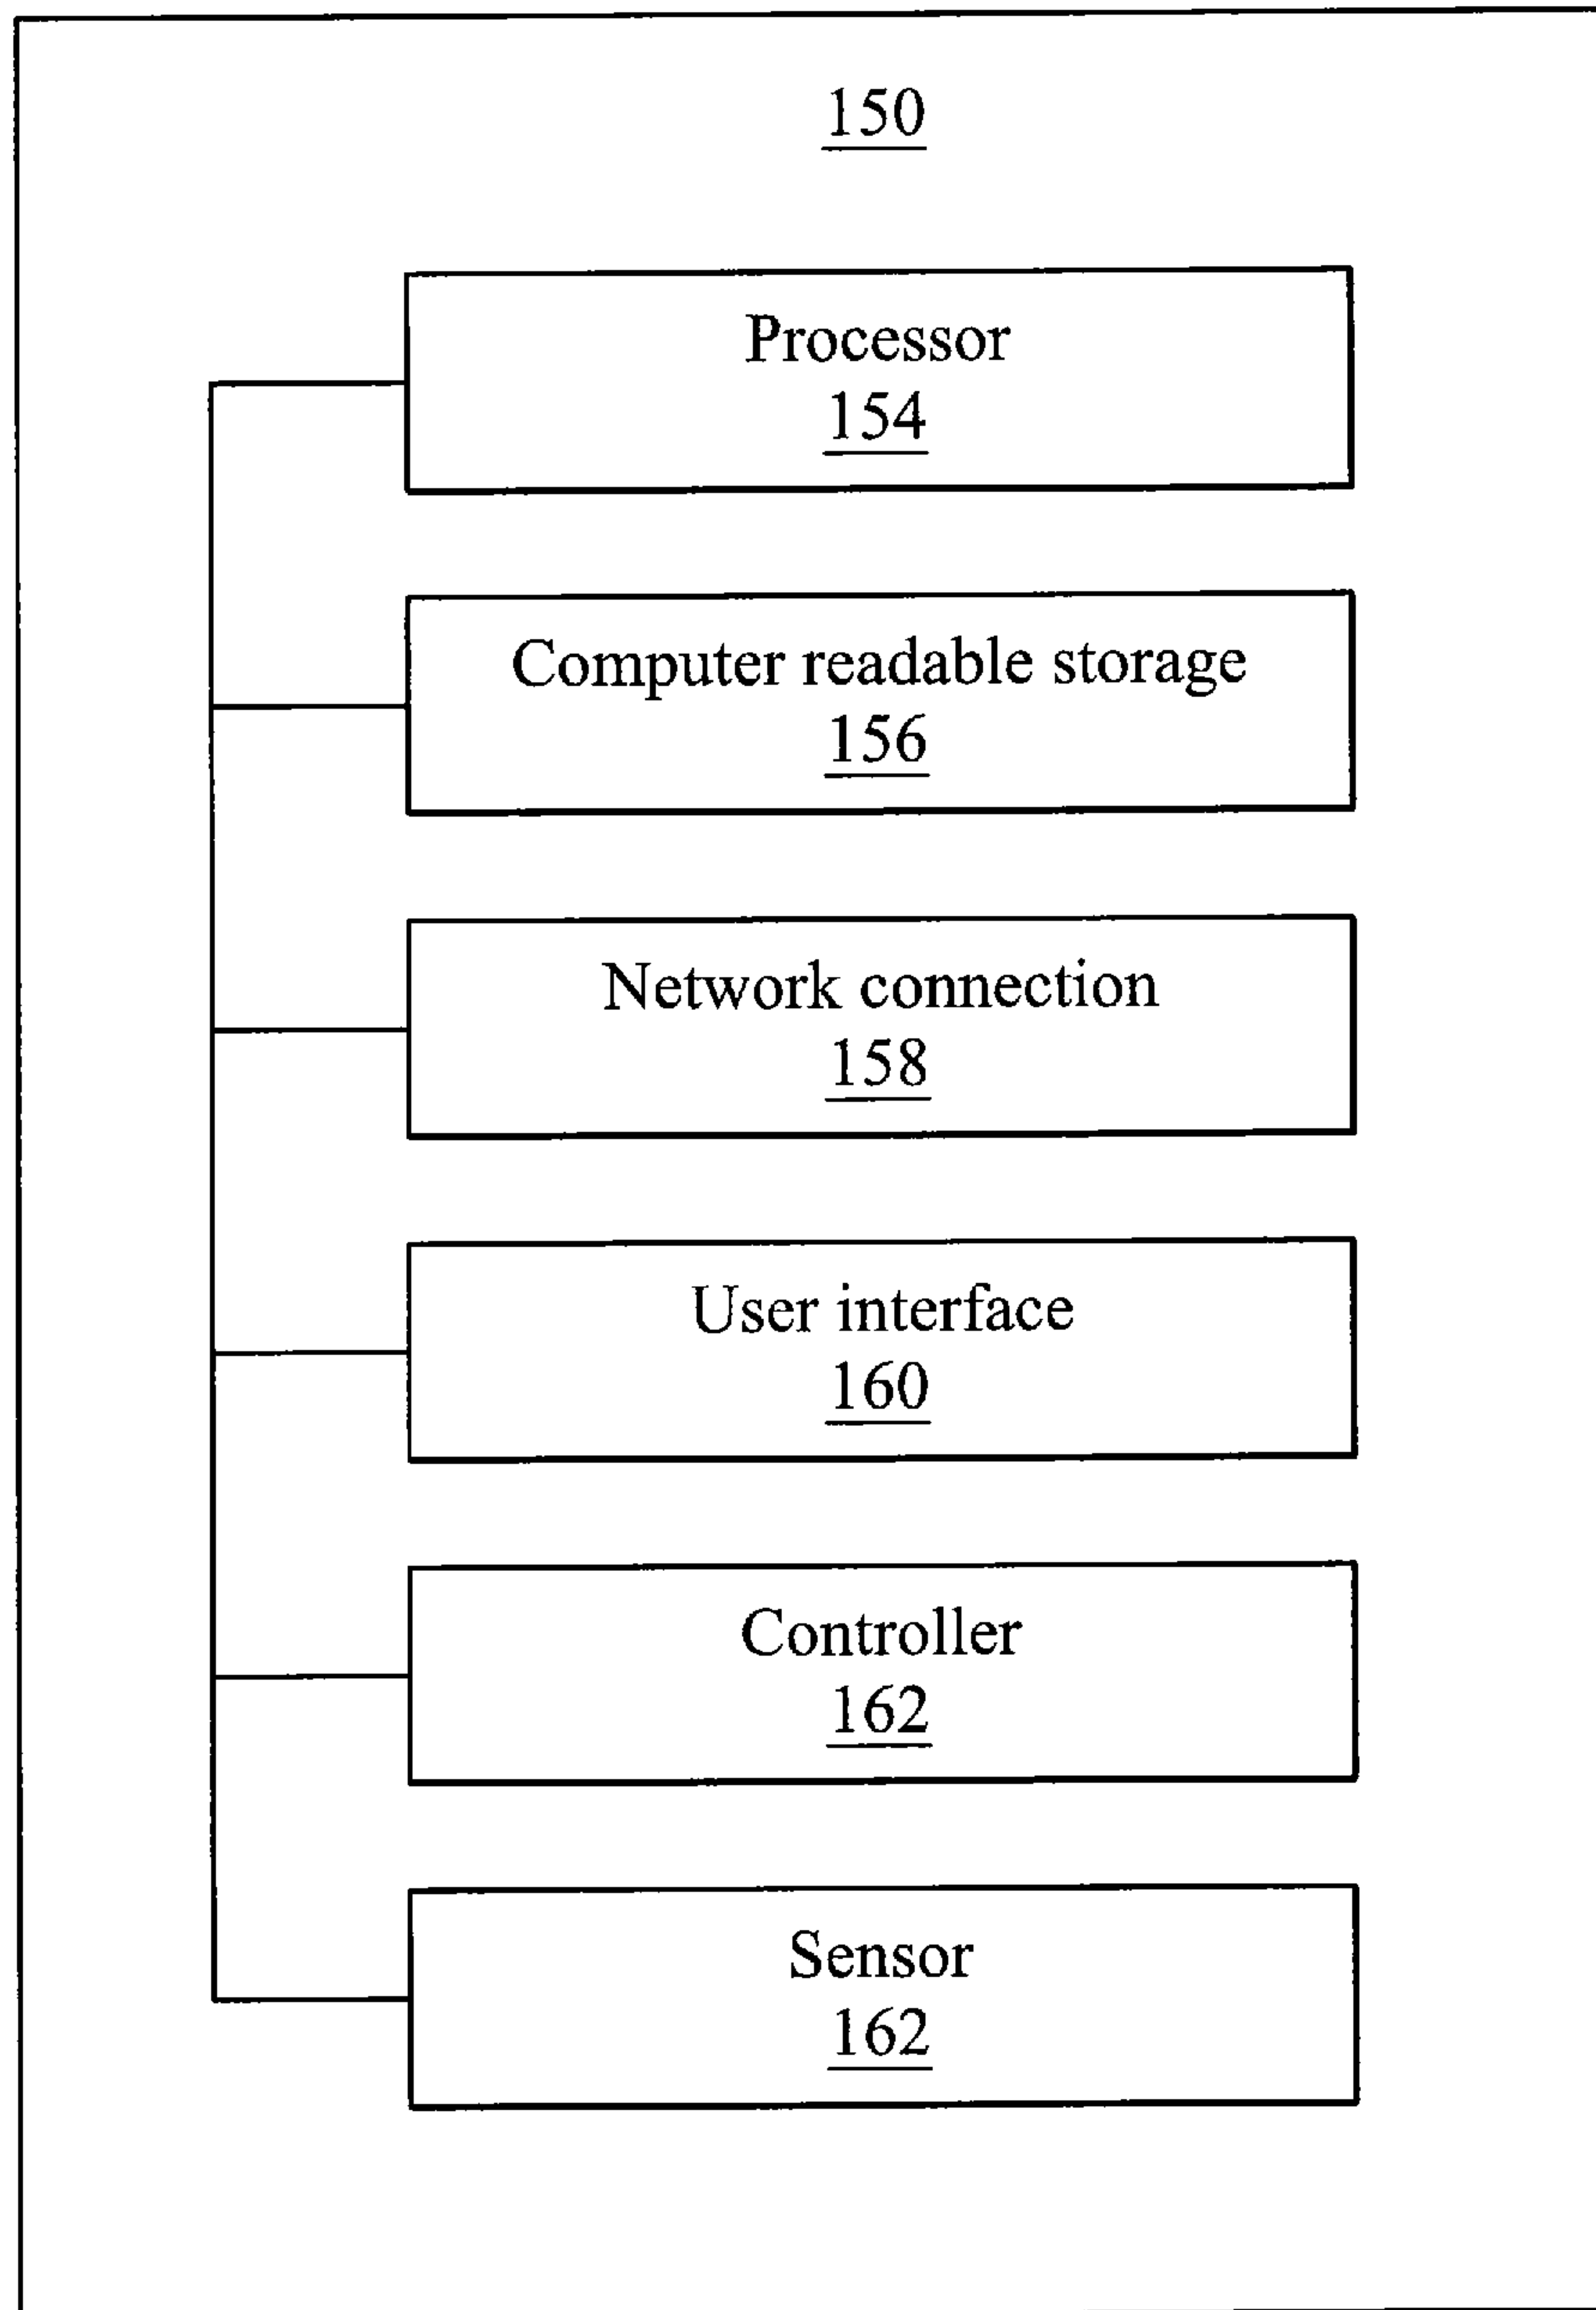 150
Processor
154
Computer readable storage
156
Network connection
158
User interface
160
Controller
162
Sensor
162